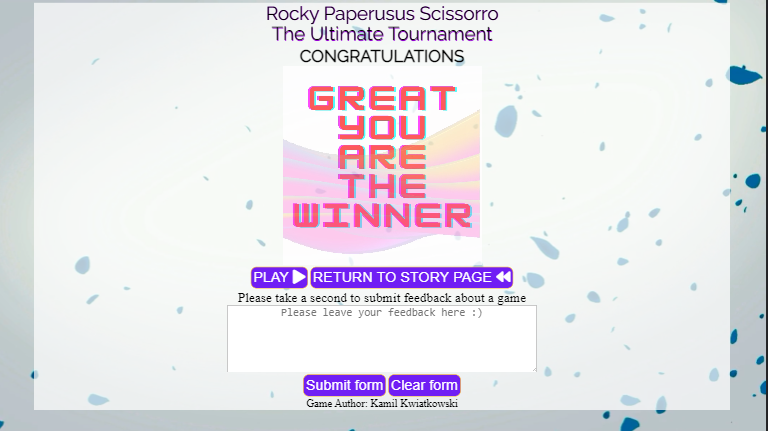 Rocky Paperusus Scissorro
The Ultimate Tournament
CONGRATULATIONS
GREAT
YOU
ARE
THE
WINNER
PLAY RETURN TO STORY PAGE
Please take a second to submit feedback about a game
Please leave your feedback here :)
Submit form Clear form
Game Author: Kamil Kwiatkowski